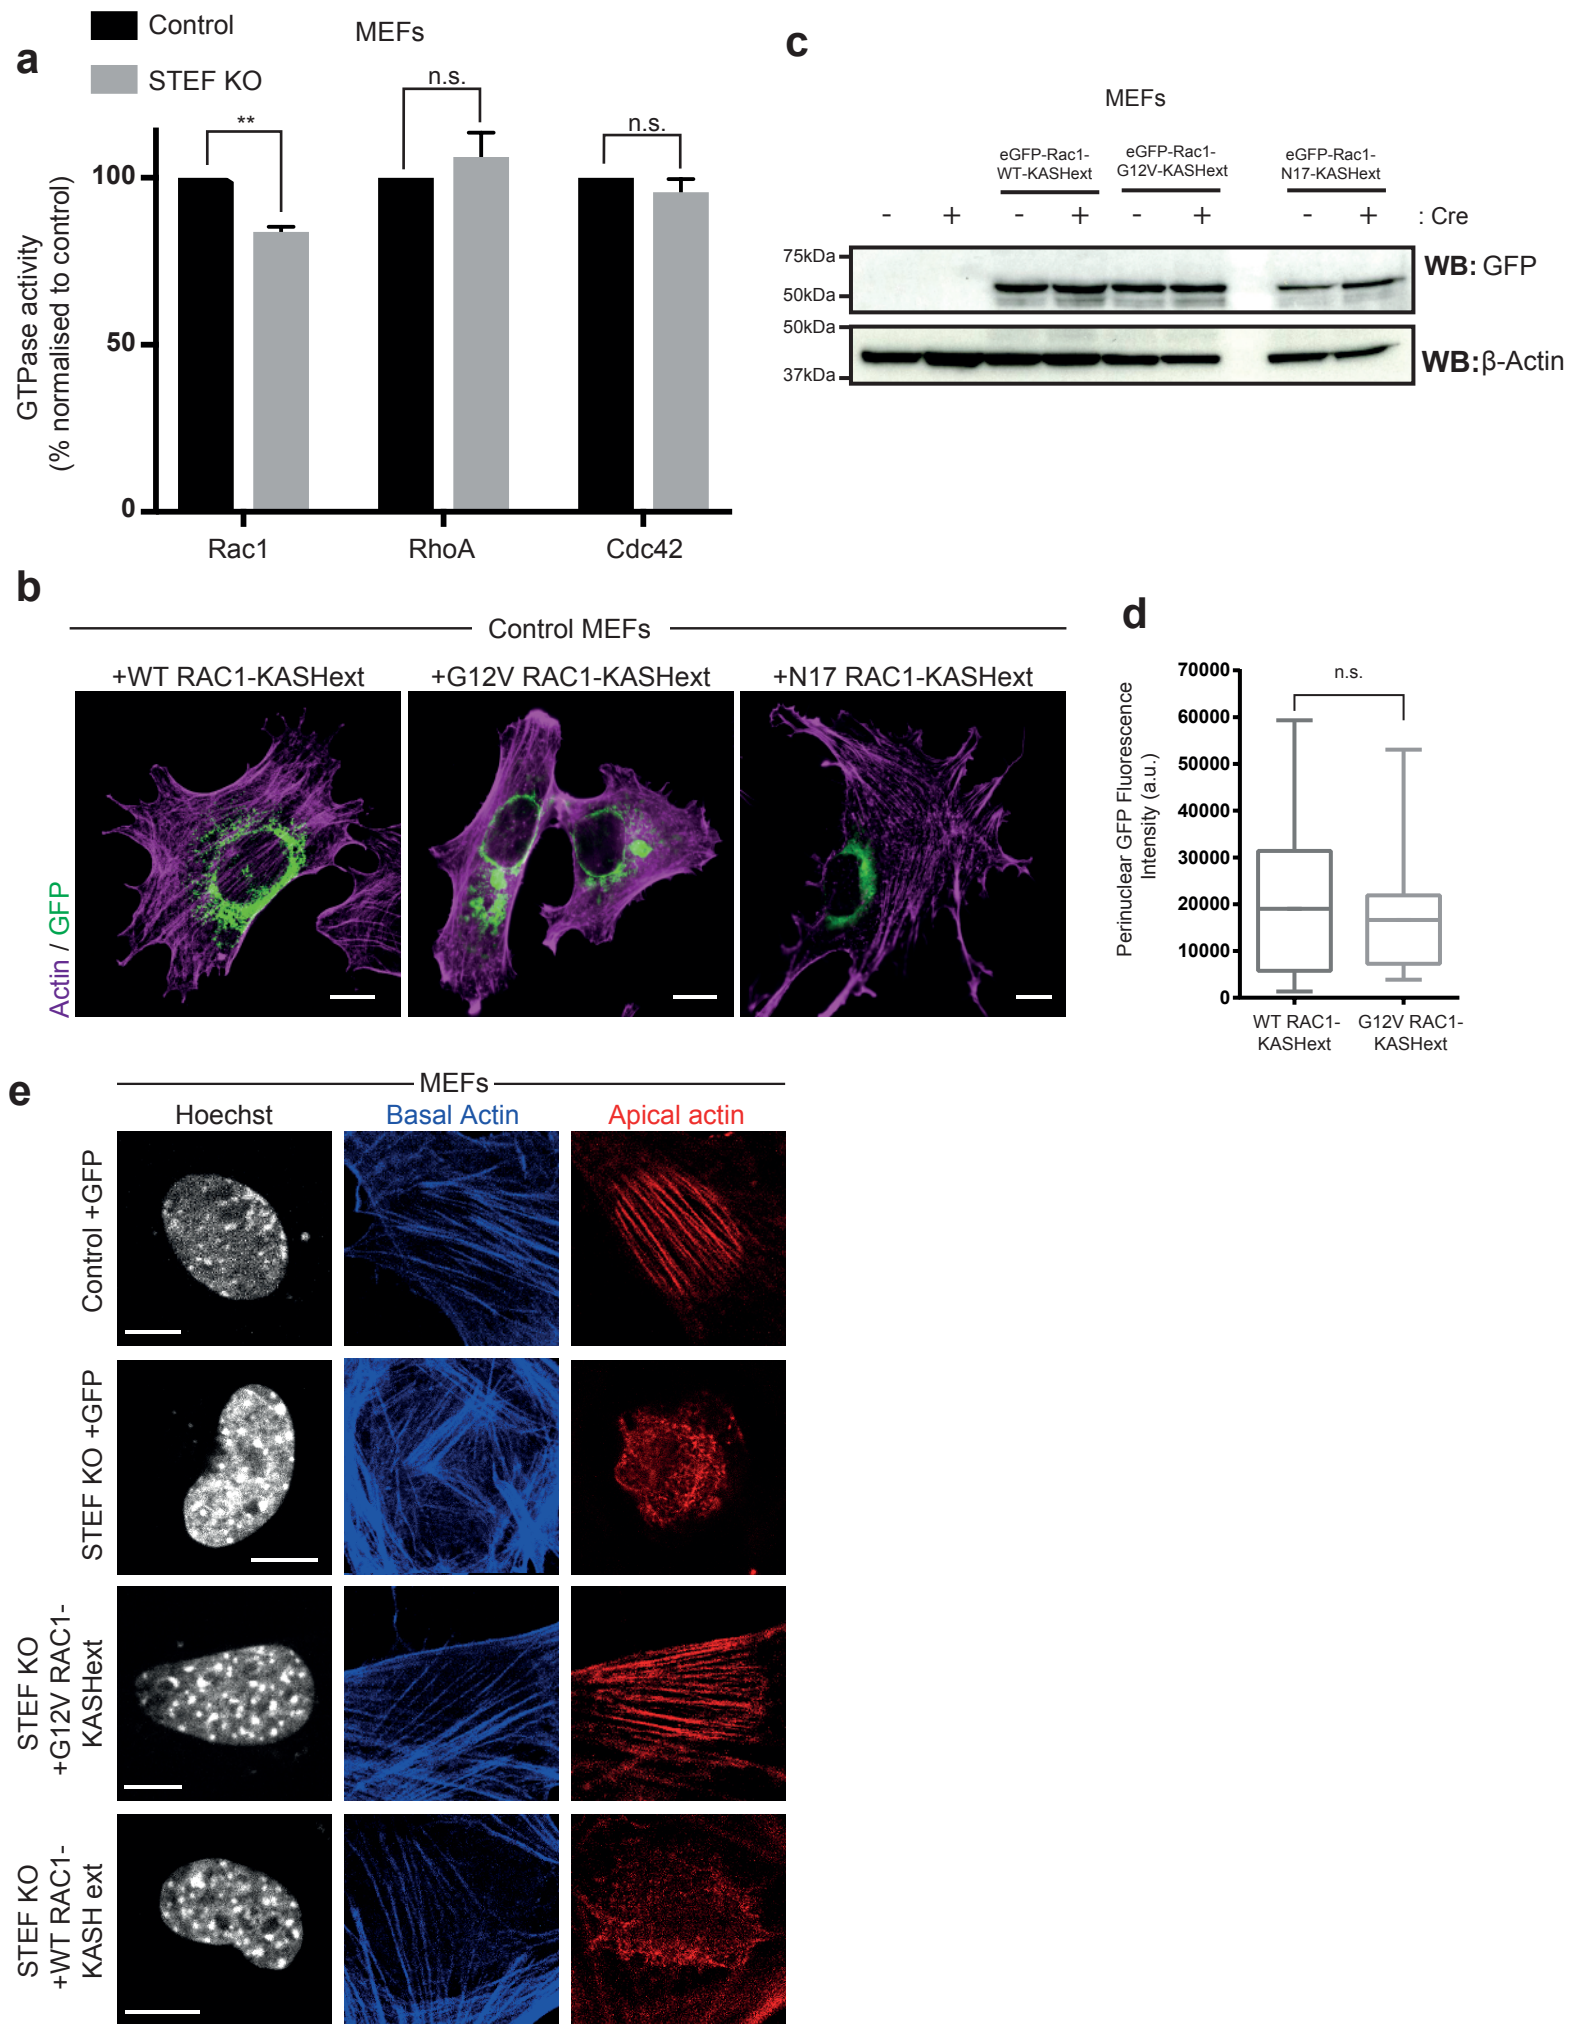 a
Control
STEF KO
MEFs
**
n.s.
n.s.
GTPase activity
(% normalised to control)
100
50
0
Rac1
RhoA
Cdc42
c
MEFs
eGFP-Rac1-
WT-KASHext
eGFP-Rac1-
G12V-KASHext
eGFP-Rac1-
N17-KASHext
- + - + - + - + : Cre
75kDa
50kDa
WB: GFP
50kDa
37kDa
WB:β-Actin
b
Control MEFs
+WT RAC1-KASHext
+G12V RAC1-KASHext
+N17 RAC1-KASHext
Actin / GFP
d
Perinuclear GFP Fluorescence
Intensity (a.u.)
70000
60000
50000
40000
30000
20000
10000
0
n.s.
WT RAC1-
KASHext
G12V RAC1-
KASHext
e
MEFs
Hoechst
Basal Actin
Apical actin
Control +GFP
STEF KO +GFP
STEF KO
+G12V RAC1-
KASHext
STEF KO
+WT RAC1-
KASH ext